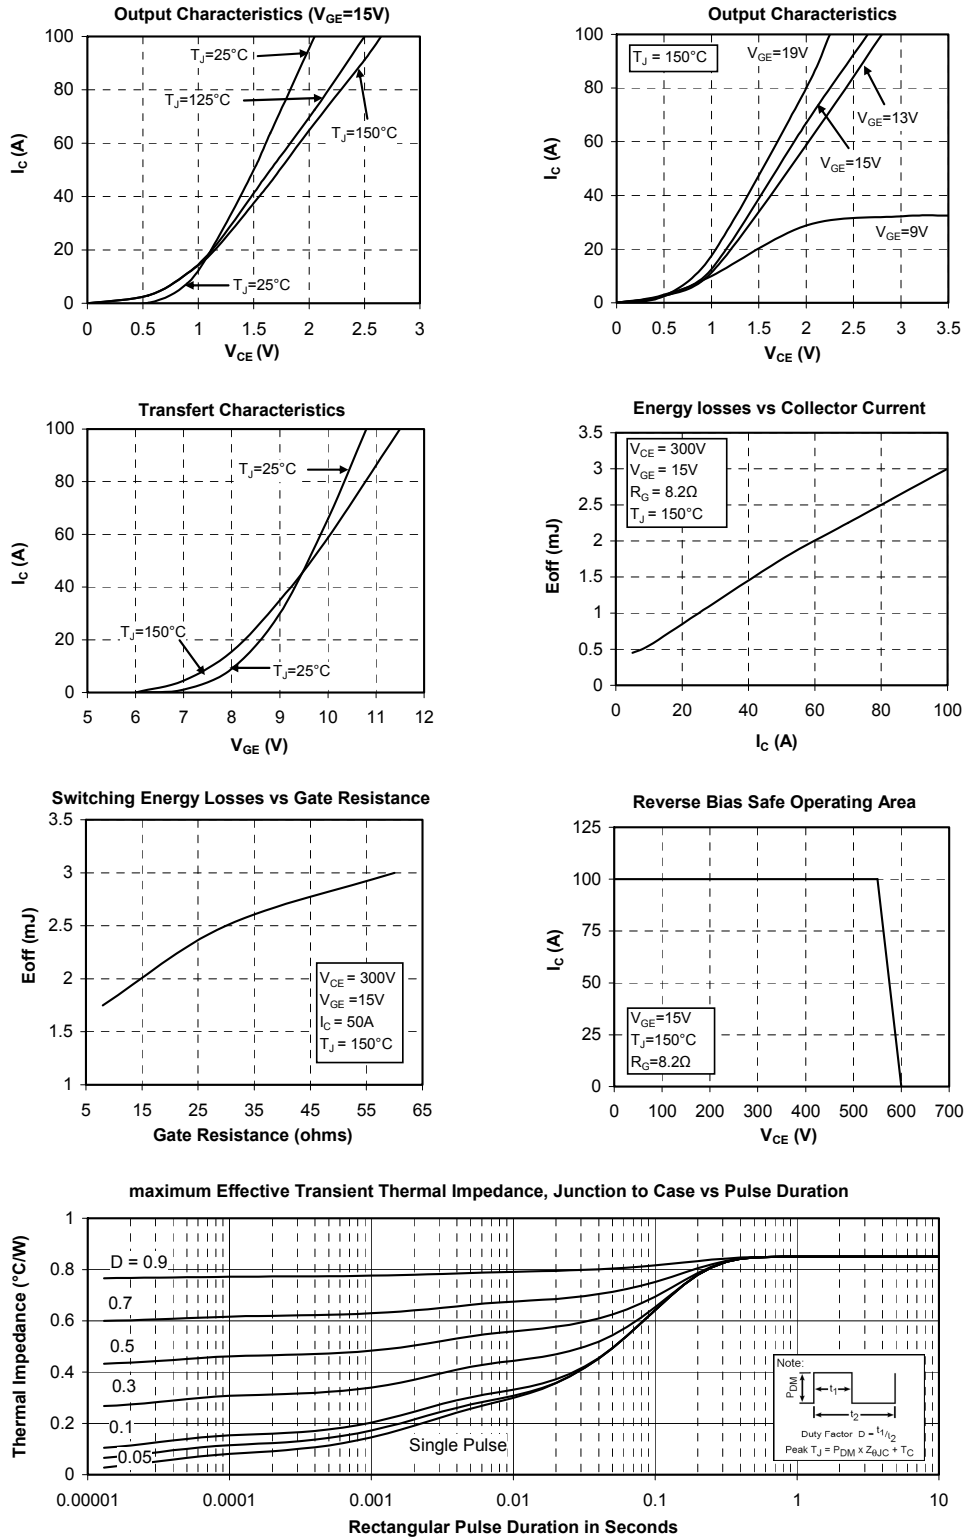 Output Characteristics (VGE=15V)
100
80
60
40
20
0
IC (A)
TJ=25°C
TJ=125°C
TJ=150°C
TJ=25°C
0 0.5 1 1.5 2 2.5 3
VCE (V)
Output Characteristics
100
80
60
40
20
0
IC (A)
TJ = 150°C
VGE=19V
VGE=13V
VGE=15V
VGE=9V
0 0.5 1 1.5 2 2.5 3 3.5
VCE (V)
Transfert Characteristics
100
80
60
40
20
0
IC (A)
TJ=25°C
TJ=150°C
TJ=25°C
5 6 7 8 9 10 11 12
VGE (V)
Energy losses vs Collector Current
3.5
3
2.5
2
1.5
1
0.5
0
Eoff (mJ)
VCE = 300V
VGE = 15V
RG = 8.2Ω
TJ = 150°C
0 20 40 60 80 100
IC (A)
Switching Energy Losses vs Gate Resistance
3.5
3
2.5
2
1.5
1
Eoff (mJ)
VCE = 300V
VGE =15V
IC = 50A
TJ = 150°C
5 15 25 35 45 55 65
Gate Resistance (ohms)
Reverse Bias Safe Operating Area
125
100
75
50
25
0
IC (A)
VGE=15V
TJ=150°C
RG=8.2Ω
0 100 200 300 400 500 600 700
VCE (V)
maximum Effective Transient Thermal Impedance, Junction to Case vs Pulse Duration
1
0.8
0.6
0.4
0.2
0
Thermal Impedance (°C/W)
D = 0.9
0.7
0.5
0.3
0.1
0.05
Single Pulse
Note:
PDM
t1
t2
Duty Factor D = t1/t2
Peak TJ = PDM x ZθJC + TC
0.00001 0.0001 0.001 0.01 0.1 1 10
Rectangular Pulse Duration in Seconds